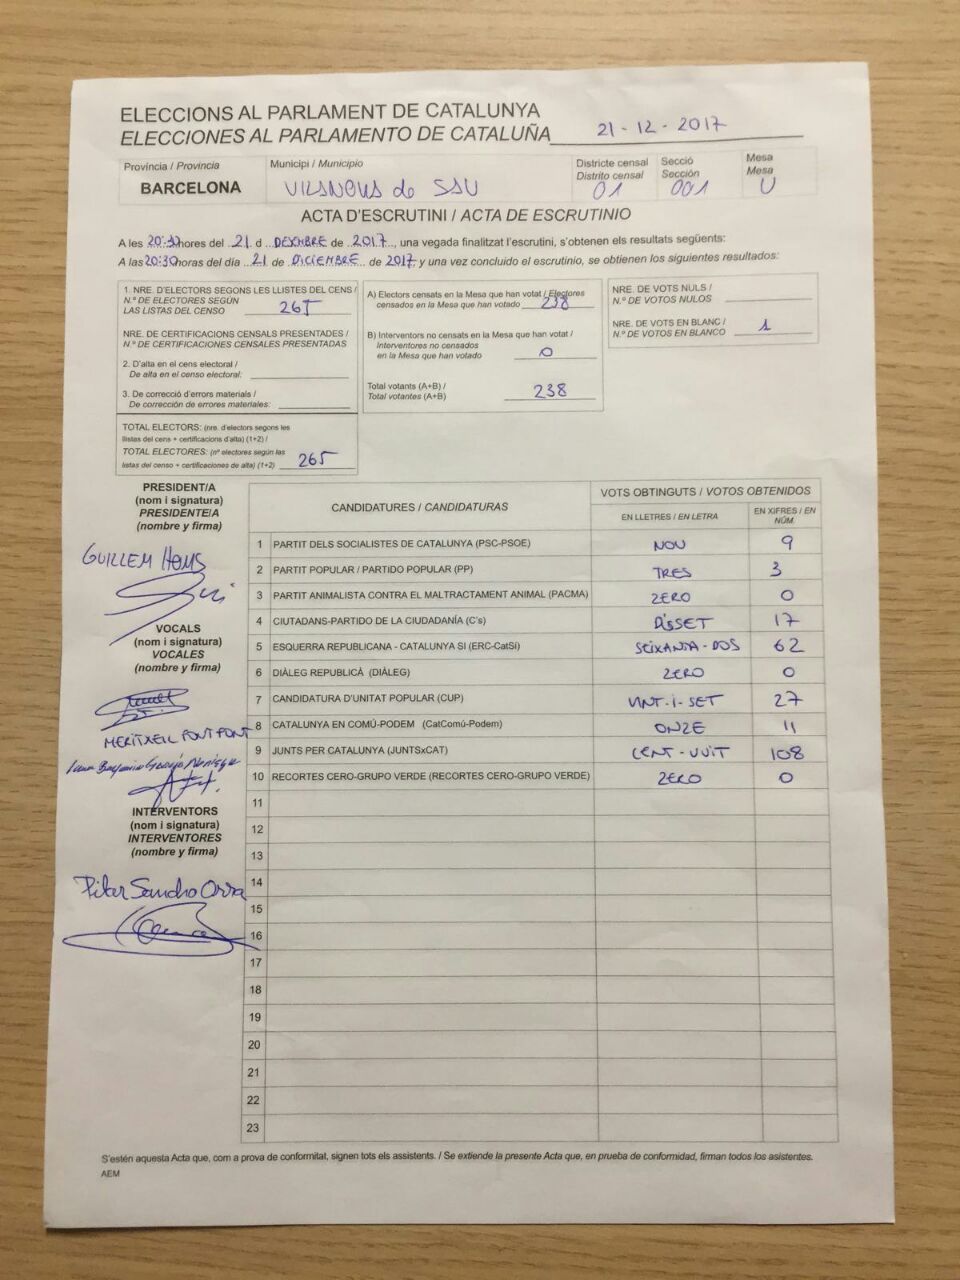 ELECCIONS AL PARLAMENT DE CATALUNYA
ELECCIONES AL PARLAMENTO DE CATALUÑA 21-12-2017
Província / Provincia
BARCELONA
Municipi / Municipio
VILANOVA de SAU
Districte censal
Distrito censal
01
Secció
Sección
001
Mesa
Mesa
U
ACTA D'ESCRUTINI / ACTA DE ESCRUTINIO
A les 20:30 hores del 21 d DESEMBRE de 2017, una vegada finalitzat l'escrutini, s'obtenen els resultats següents:
A las 20:30 horas del día 21 de DICIEMBRE de 2017 y una vez concluido el escrutinio, se obtienen los siguientes resultados:
1. NRE. D'ELECTORS SEGONS LES LLISTES DEL CENS /
N.º DE ELECTORES SEGÚN
LAS LISTAS DEL CENSO 265
NRE. DE CERTIFICACIONS CENSALS PRESENTADES /
N.º DE CERTIFICACIONES CENSALES PRESENTADAS
2. D'alta en el cens electoral /
De alta en el censo electoral:
3. De correcció d'errors materials /
De corrección de errores materiales:
TOTAL ELECTORS: (nre. d'electors segons les
llistes del cens + certificacions d'alta) (1+2) /
TOTAL ELECTORES: (nº electores según las
listas del censo + certificaciones de alta) (1+2) 265
A) Electors censats en la Mesa que han votat / Electores
censados en la Mesa que han votado 238
B) Interventors no censats en la Mesa que han votat /
Interventores no censados
en la Mesa que han votado 0
Total votants (A+B) /
Total votantes (A+B) 238
NRE. DE VOTS NULS /
N.º DE VOTOS NULOS
NRE. DE VOTS EN BLANC /
N.º DE VOTOS EN BLANCO 1
PRESIDENT/A
(nom i signatura)
PRESIDENTE/A
(nombre y firma)
GUILLEM HOMS
VOCALS
(nom i signatura)
VOCALES
(nombre y firma)
MERITXELL FONT FONT
INTERVENTORS
(nom i signatura)
INTERVENTORES
(nombre y firma)
Pilar Sancho
CANDIDATURES / CANDIDATURAS
VOTS OBTINGUTS / VOTOS OBTENIDOS
EN LLETRES / EN LETRA
EN XIFRES / EN NÚM.
1 PARTIT DELS SOCIALISTES DE CATALUNYA (PSC-PSOE) NOU 9
2 PARTIT POPULAR / PARTIDO POPULAR (PP) TRES 3
3 PARTIT ANIMALISTA CONTRA EL MALTRACTAMENT ANIMAL (PACMA) ZERO 0
4 CIUTADANS-PARTIDO DE LA CIUDADANÍA (C's) DISSET 17
5 ESQUERRA REPUBLICANA - CATALUNYA SÍ (ERC-CatSí) SEIXANTA-DOS 62
6 DIÀLEG REPUBLICÀ (DIÀLEG) ZERO 0
7 CANDIDATURA D'UNITAT POPULAR (CUP) VINT-I-SET 27
8 CATALUNYA EN COMÚ-PODEM (CatComú-Podem) ONZE 11
9 JUNTS PER CATALUNYA (JUNTSxCAT) CENT-VUIT 108
10 RECORTES CERO-GRUPO VERDE (RECORTES CERO-GRUPO VERDE) ZERO 0
11
12
13
14
15
16
17
18
19
20
21
22
23
S'estén aquesta Acta que, com a prova de conformitat, signen tots els assistents. / Se extiende la presente Acta que, en prueba de conformidad, firman todos los asistentes.
AEM